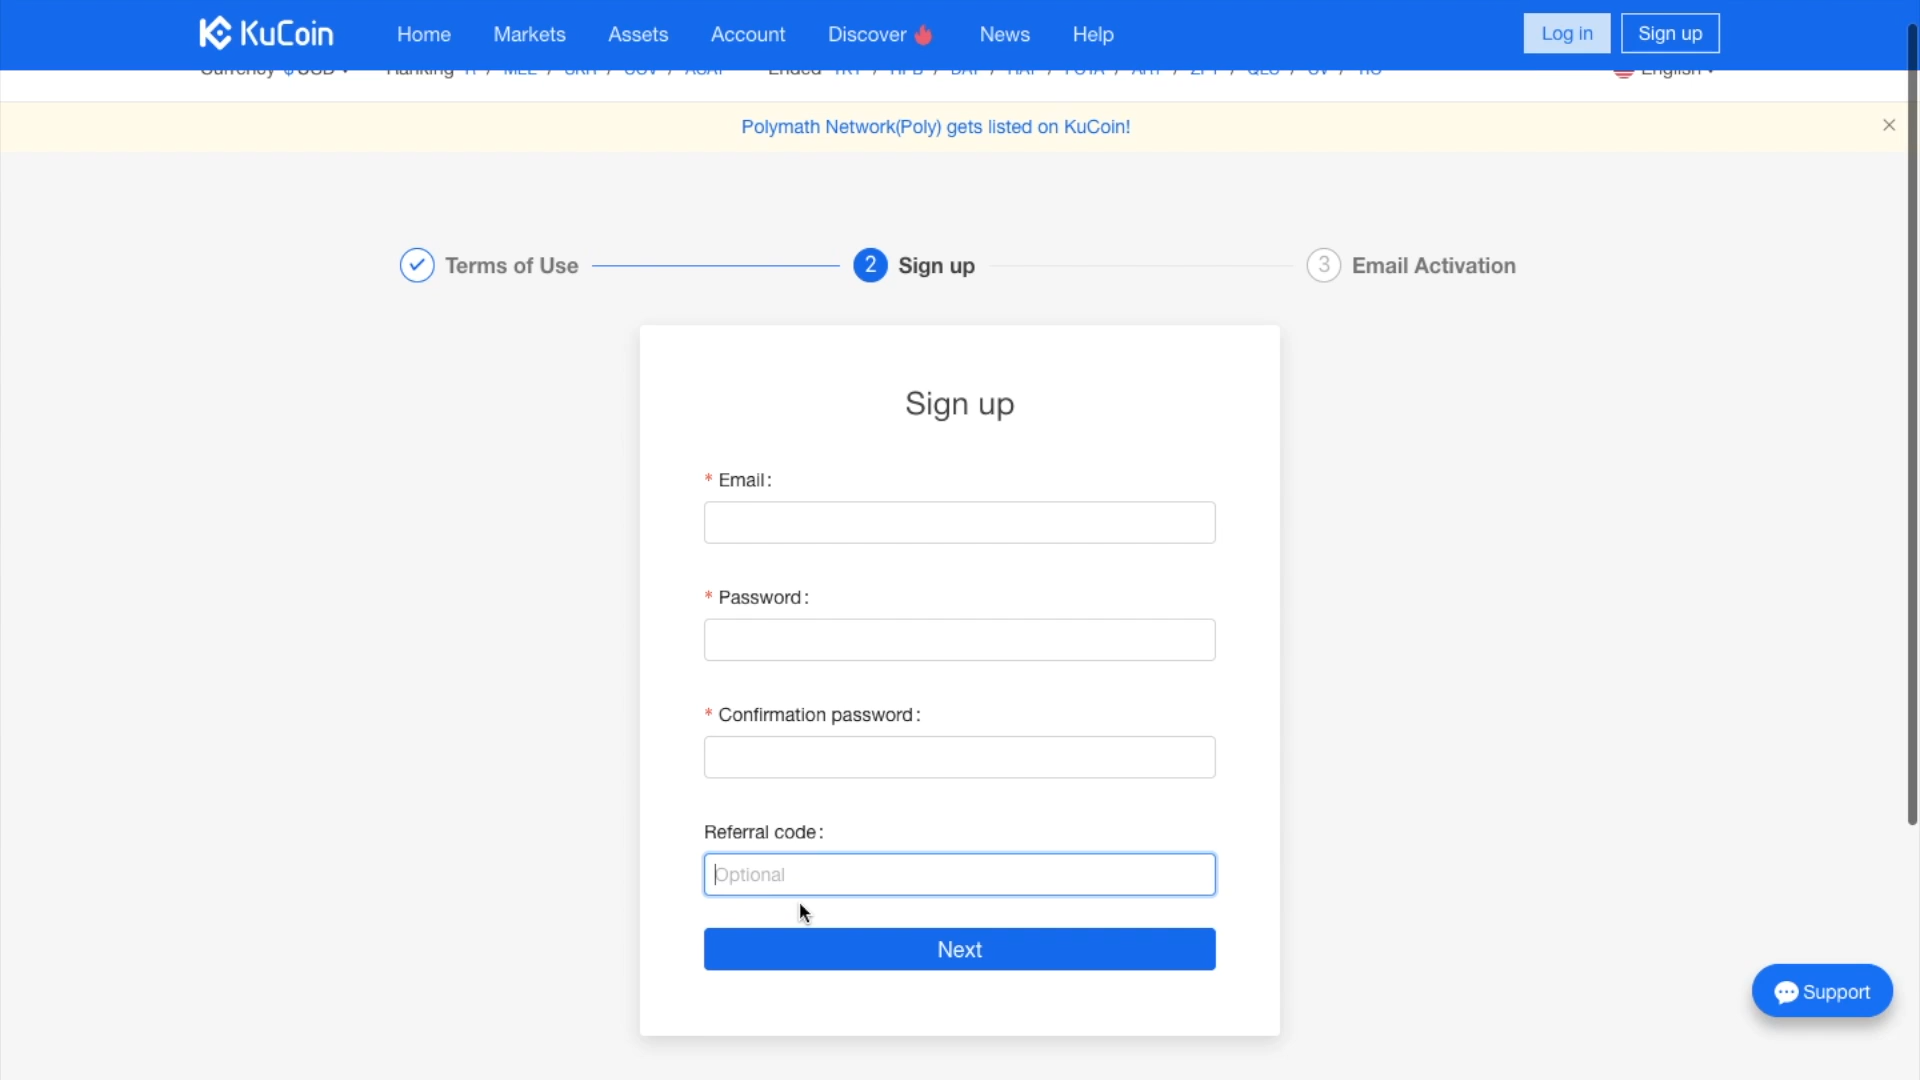 KuCoin
Home Markets Assets Account Discover News Help Log in Sign up
Polymath Network(Poly) gets listed on KuCoin!
Terms of Use 2 Sign up 3 Email Activation
Sign up
* Email:
* Password:
* Confirmation password:
Referral code:
Optional
Next
Support